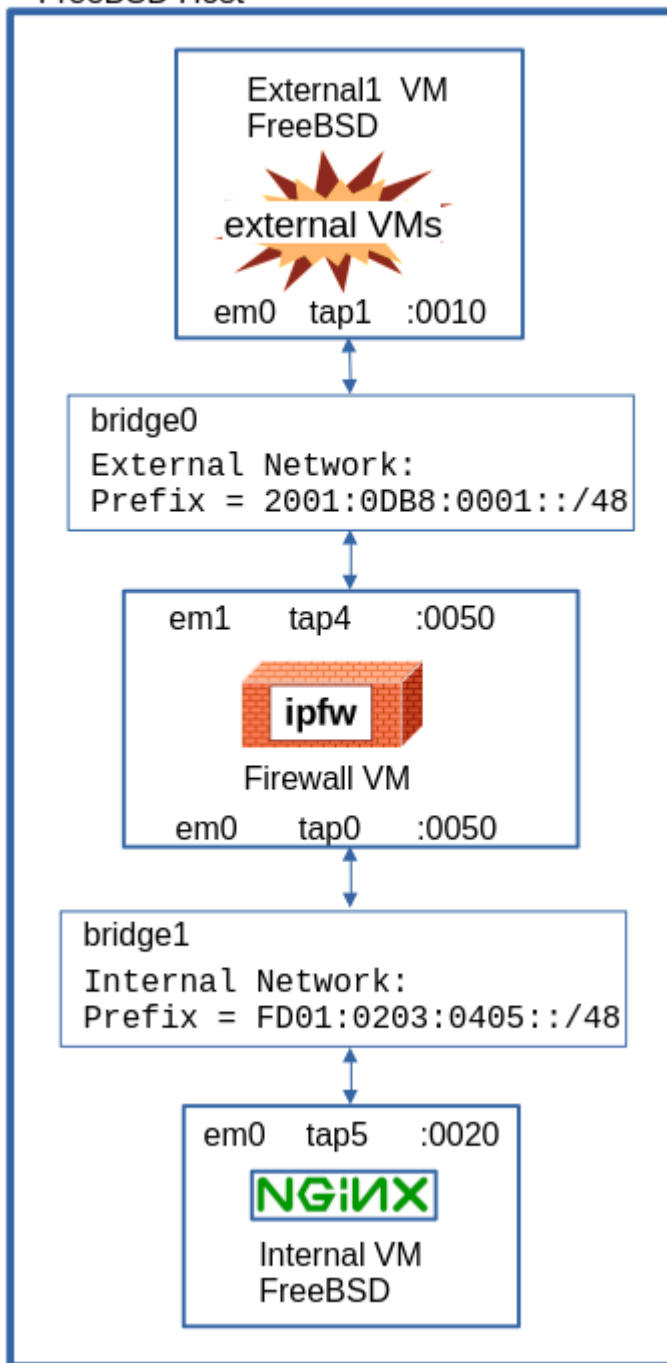 FreeBSD Host
External1 VM
FreeBSD
external VMs
em0 tap1 :0010
bridge0
External Network:
Prefix = 2001:0DB8:0001::/48
em1 tap4 :0050
ipfw
Firewall VM
em0 tap0 :0050
bridge1
Internal Network:
Prefix = FD01:0203:0405::/48
em0 tap5 :0020
NGiNX
Internal VM
FreeBSD